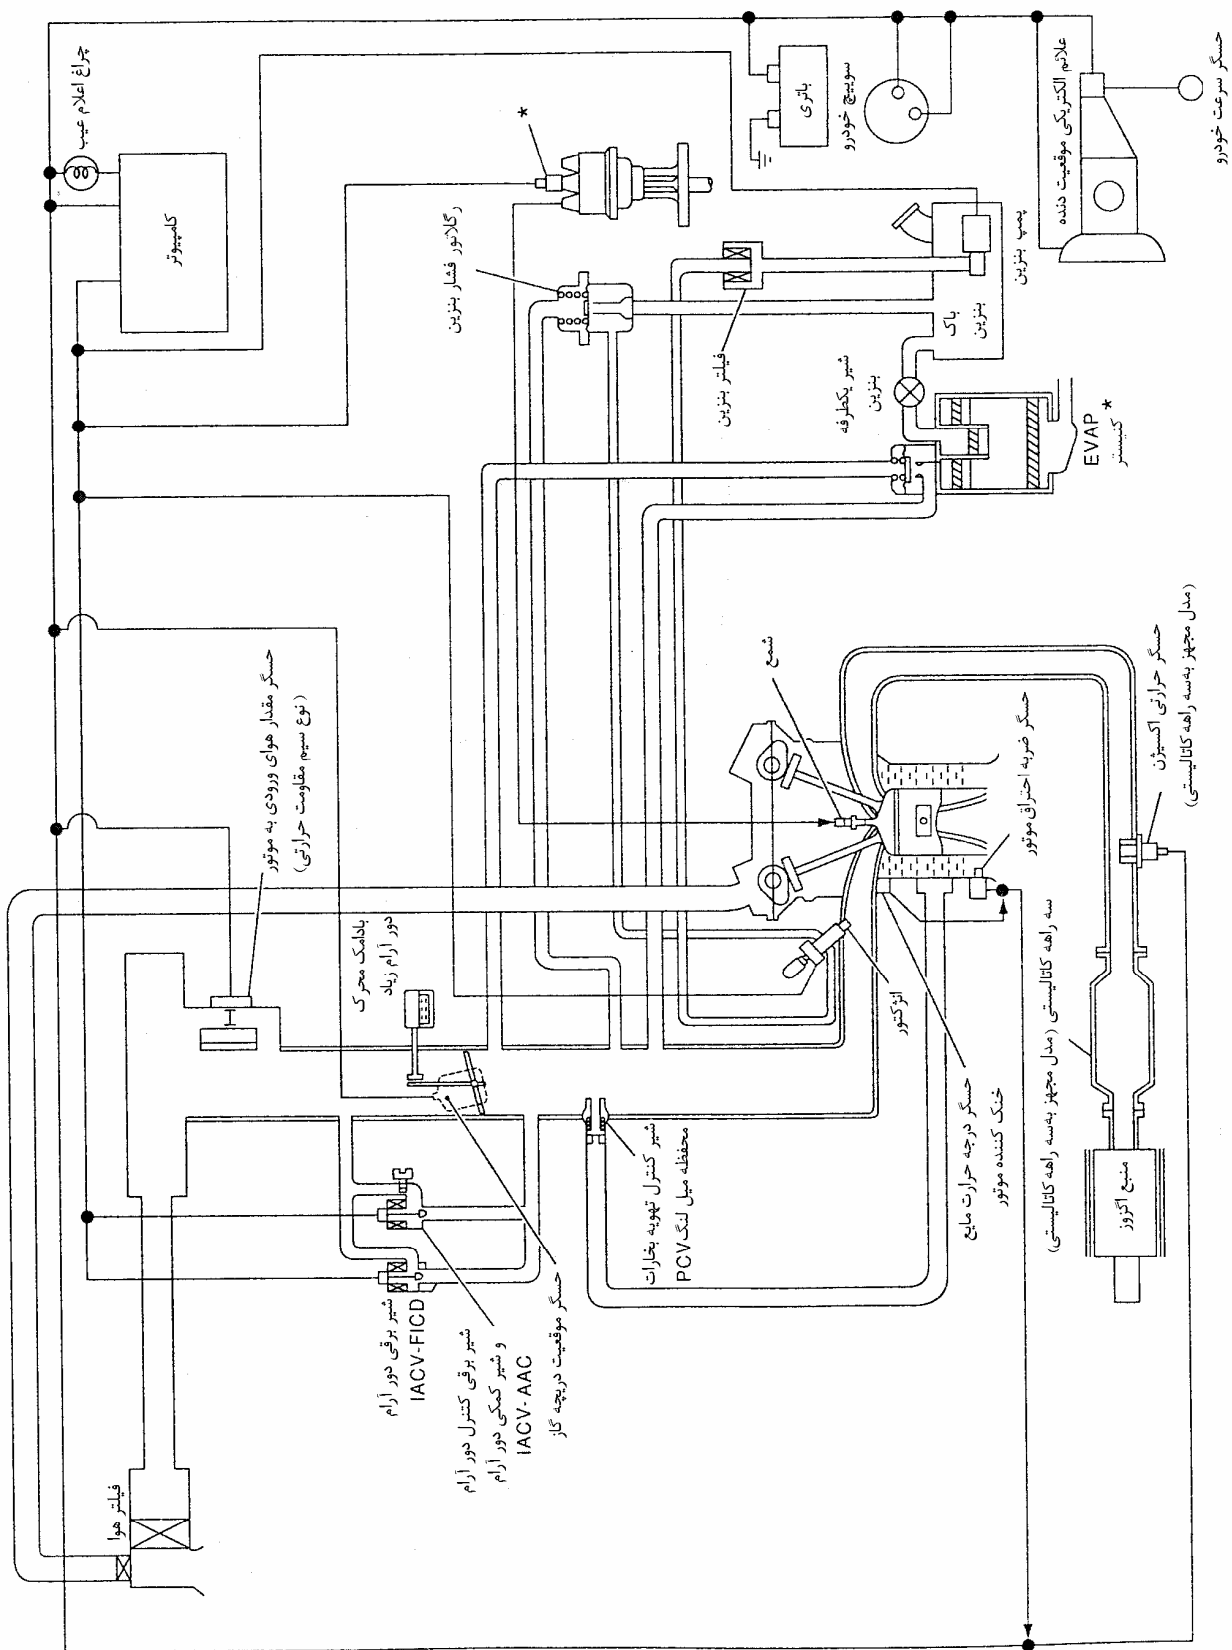 چراغ اعلام عیب
کامپیوتر
*
باتری
سوییچ خودرو
علائم الکتریکی موقعیت دنده
حسگر سرعت خودرو
رگلاتور فشار بنزین
فیلتر بنزین
پمپ بنزین
باک
بنزین
شیر یکطرفه
بنزین
EVAP *
کنیستر
حسگر مقدار هوای ورودی به موتور
(نوع سیم مقاومت حرارتی)
بادامک محرک
دور آرام زیاد
شمع
حسگر حرارتی اکسیژن
(مدل مجهز به سه راهه کاتالیستی)
حسگر ضربه احتراق موتور
انژکتور
سه راهه کاتالیستی (مدل مجهز به سه راهه کاتالیستی)
حسگر درجه حرارت مایع
خنک کننده موتور
منبع اگزوز
شیر کنترل تهویه بخارات
محفظه میل لنگ PCV
حسگر موقعیت دریچه گاز
شیر برقی کنترل دور آرام
و شیر کمکی دور آرام
IACV-AAC
شیر برقی دور آرام
IACV-FICD
فیلتر هوا